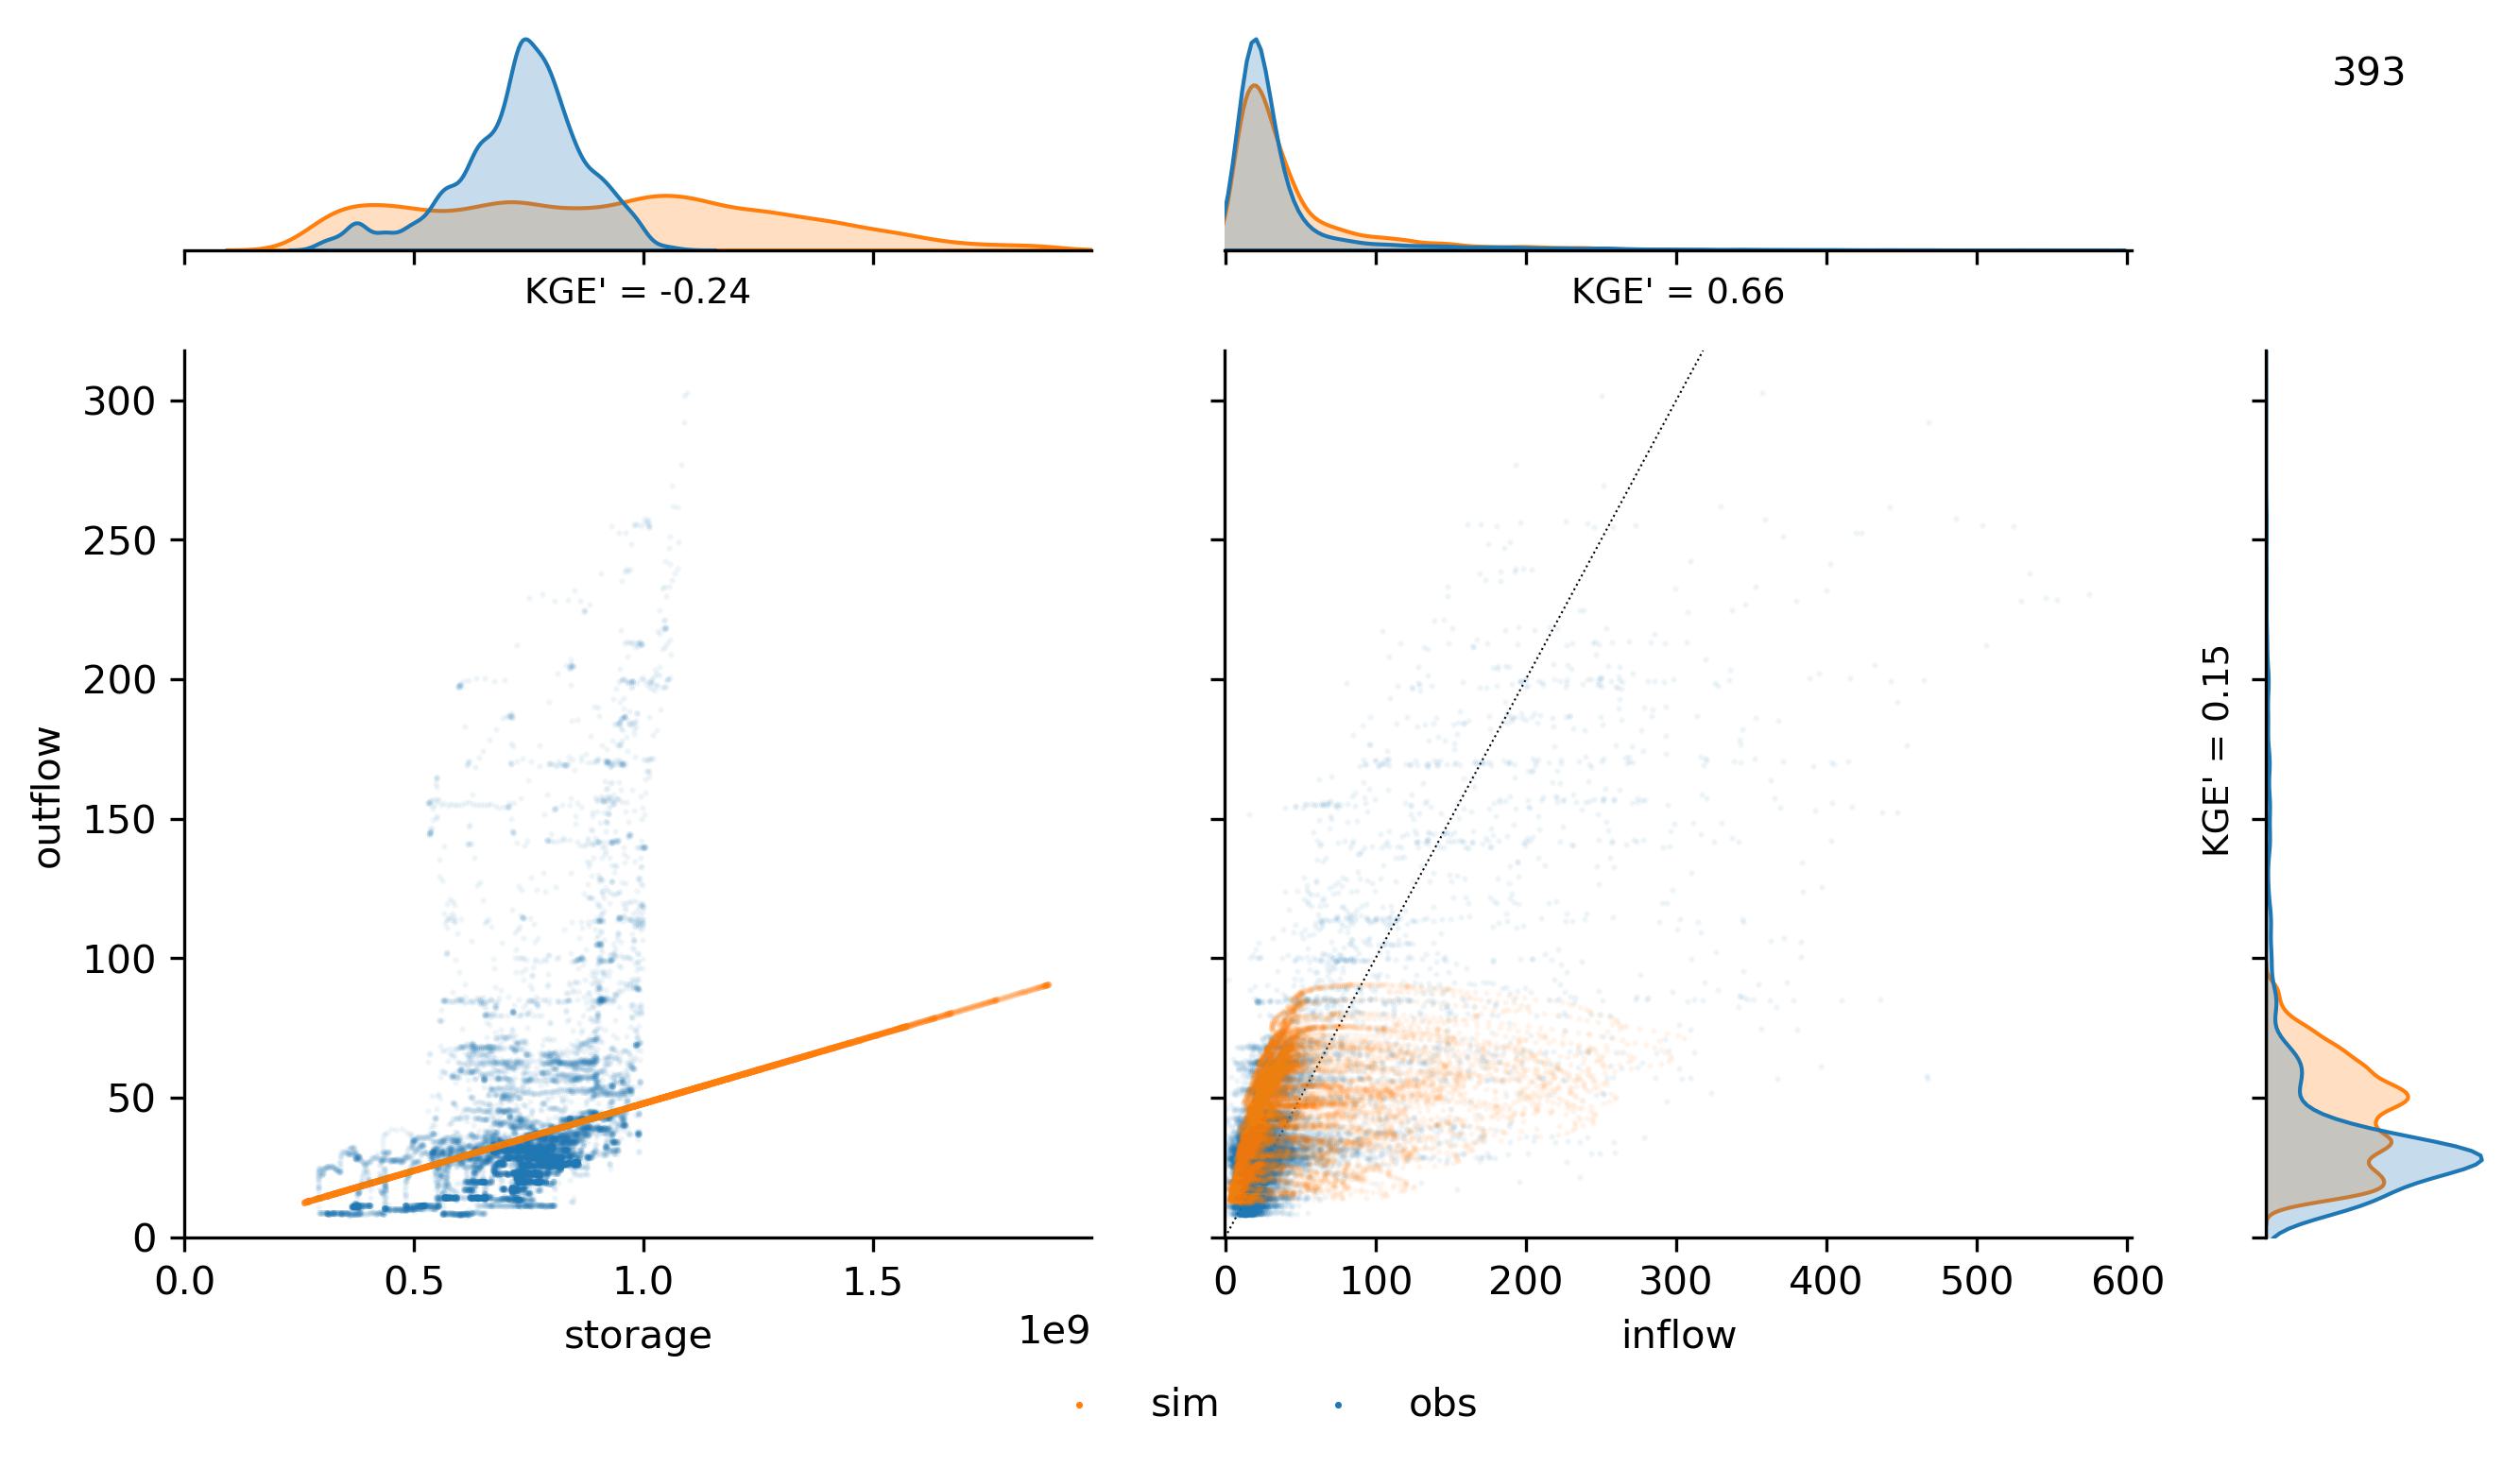 393
KGE' = -0.24
KGE' = 0.66
300
250
200
150
100
50
0
outflow
0.0 0.5 1.0 1.5
storage
1e9
0 100 200 300 400 500 600
inflow
KGE' = 0.15
sim obs